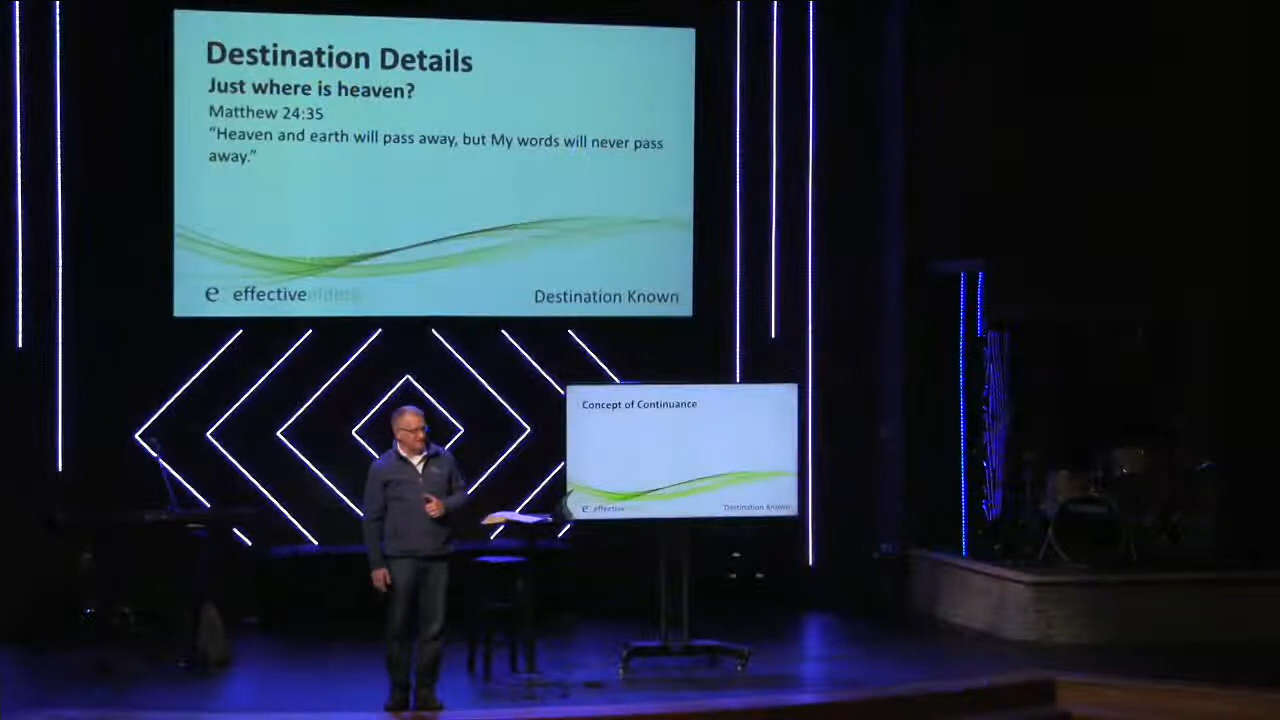 Destination Details
Just where is heaven?
Matthew 24:35
“Heaven and earth will pass away, but My words will never pass
away.”
e effectiveelders
Destination Known
Concept of Continuance
e effective
Destination Known